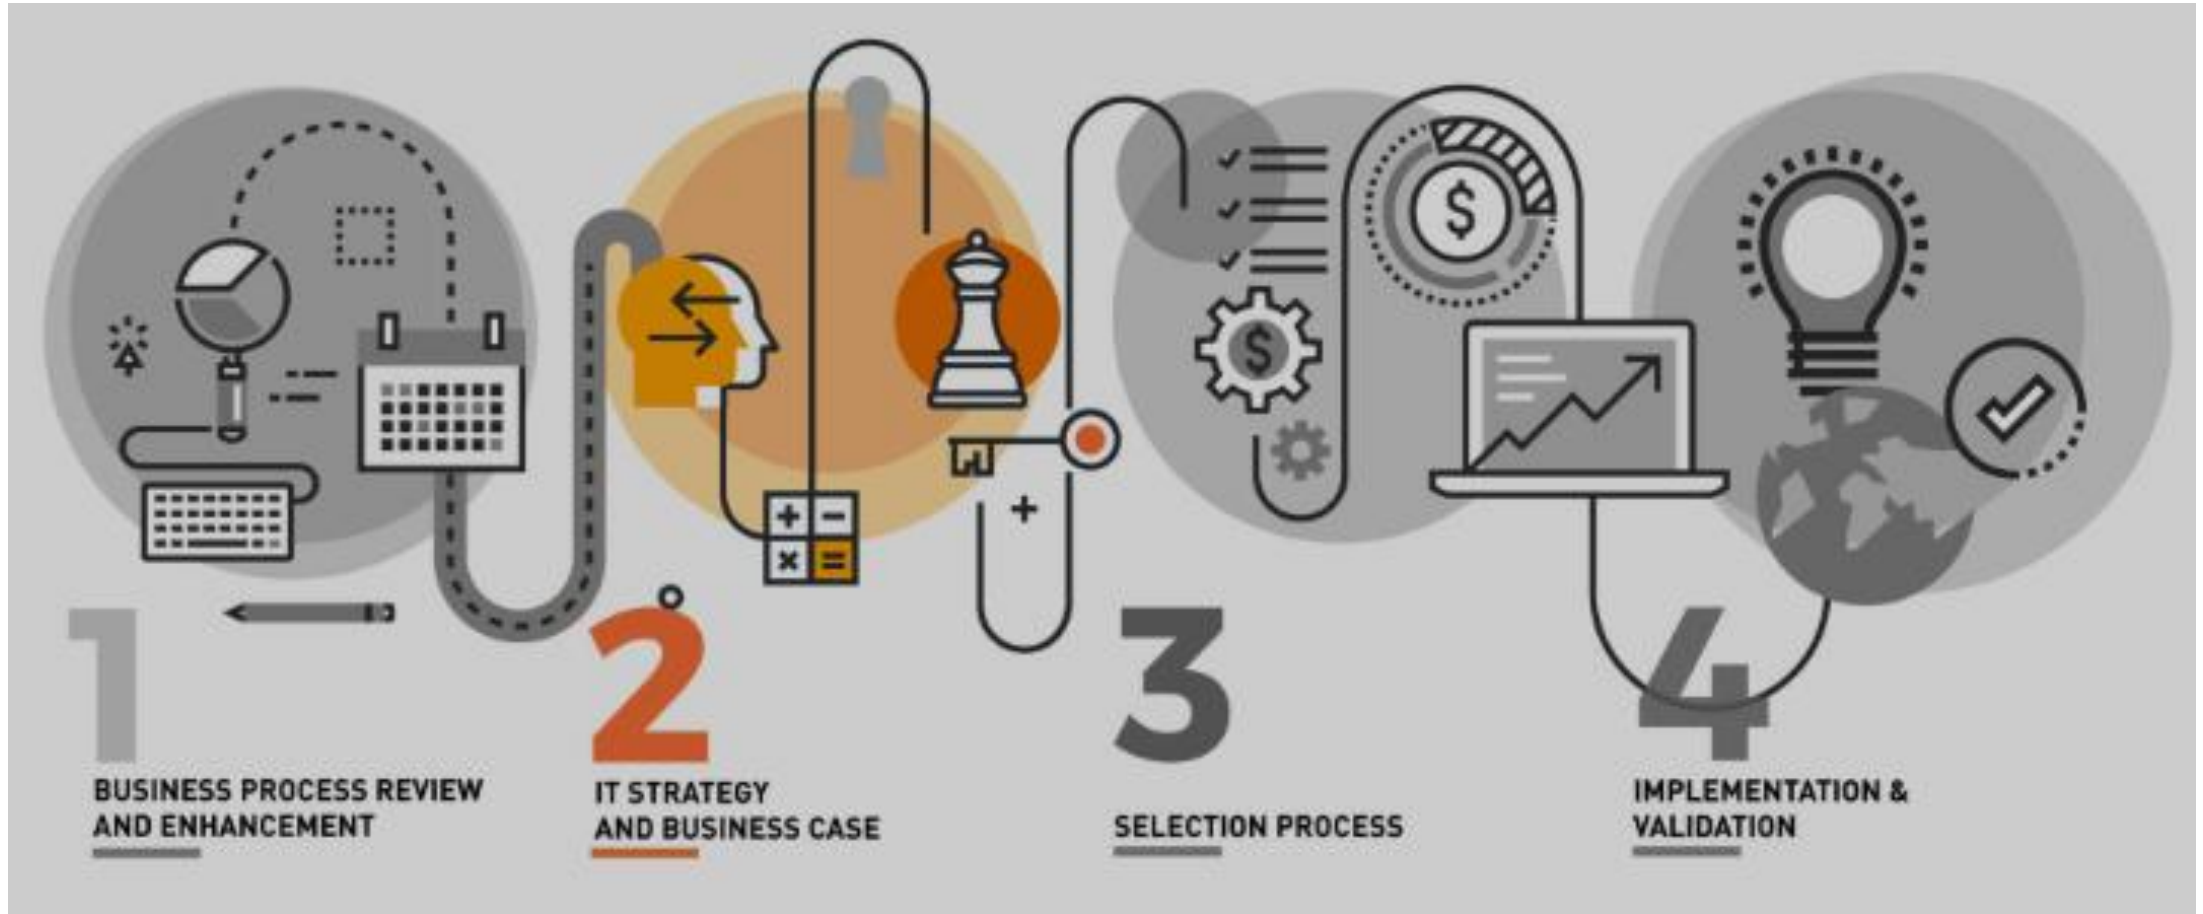 1
BUSINESS PROCESS REVIEW
AND ENHANCEMENT
2
IT STRATEGY
AND BUSINESS CASE
3
SELECTION PROCESS
4
IMPLEMENTATION &
VALIDATION
$
$
+ −
× =
+